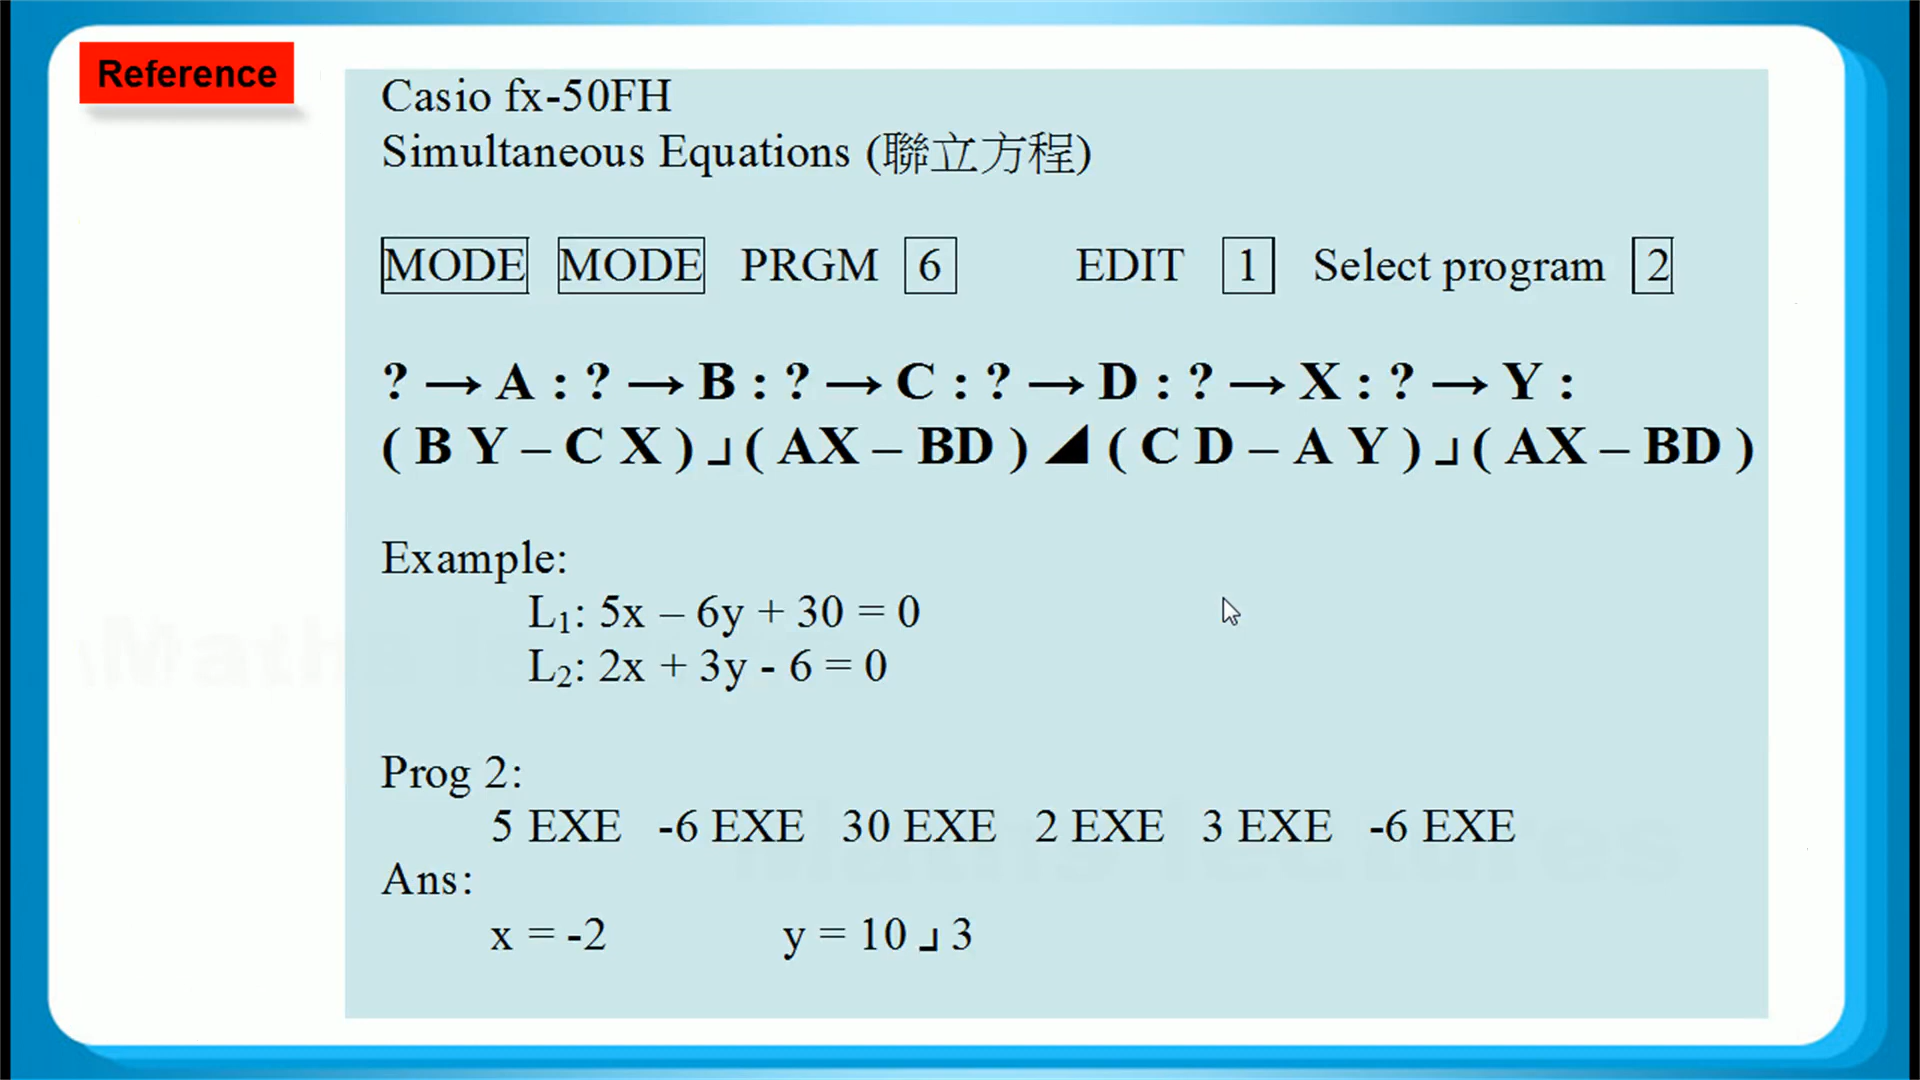 Reference
Casio fx-50FH
Simultaneous Equations (聯立方程)
MODE MODE PRGM 6 EDIT 1 Select program 2
? → A : ? → B : ? → C : ? → D : ? → X : ? → Y :
( B Y – C X ) ┘ ( AX – BD ) ◢ ( C D – A Y ) ┘ ( AX – BD )
Example:
L₁: 5x – 6y + 30 = 0
L₂: 2x + 3y - 6 = 0
Prog 2:
5 EXE -6 EXE 30 EXE 2 EXE 3 EXE -6 EXE
Ans:
x = -2 y = 10 ┘ 3